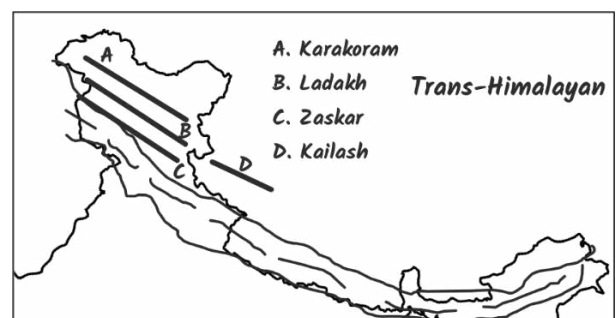 A. Karakoram
B. Ladakh
Trans-Himalayan
C. Zaskar
D. Kailash
A
B
C
D